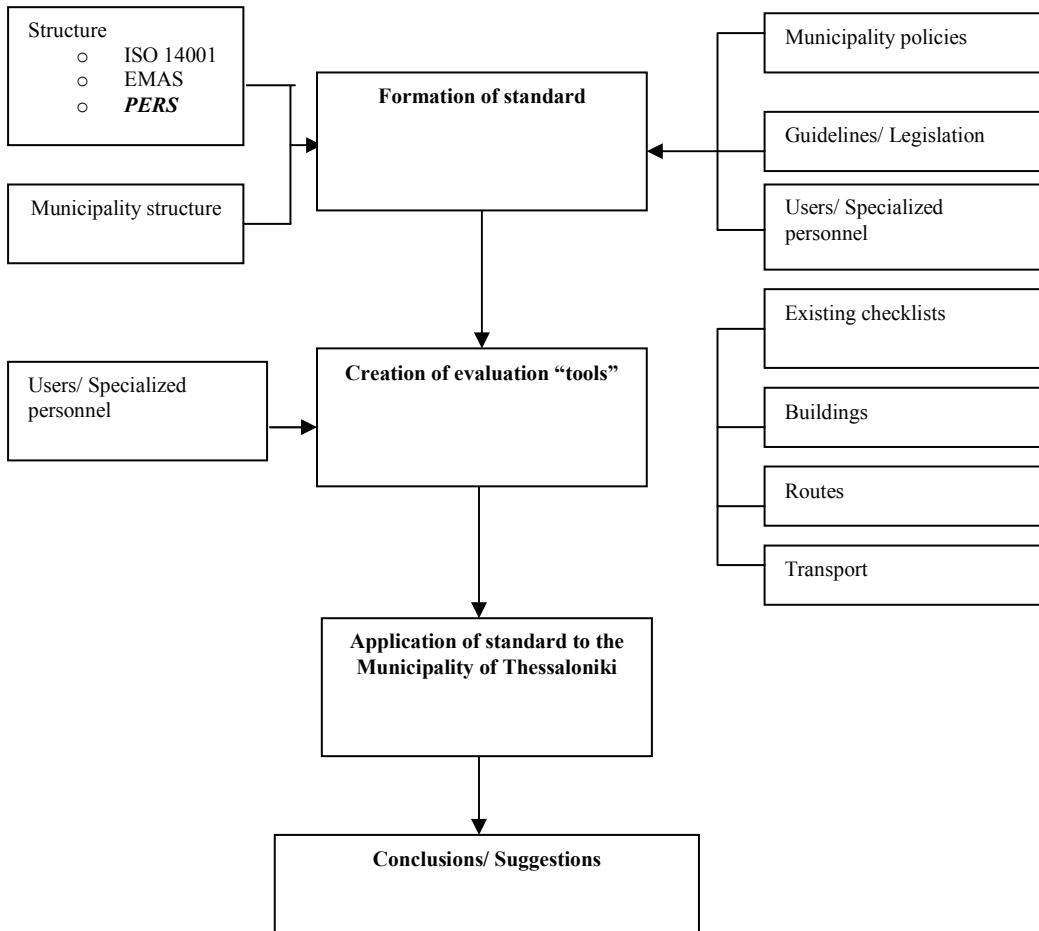 Structure
o ISO 14001
o EMAS
o PERS
Municipality structure
Formation of standard
Municipality policies
Guidelines/ Legislation
Users/ Specialized
personnel
Users/ Specialized
personnel
Creation of evaluation “tools”
Existing checklists
Buildings
Routes
Transport
Application of standard to the
Municipality of Thessaloniki
Conclusions/ Suggestions